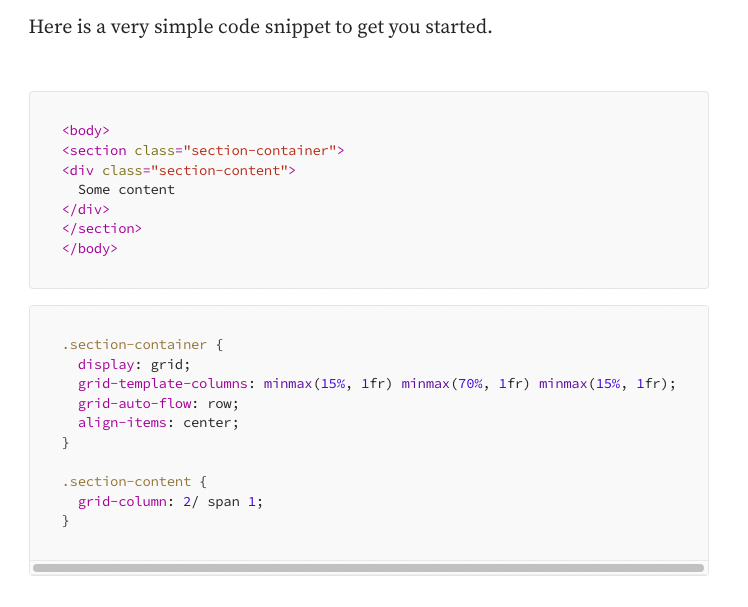 Here is a very simple code snippet to get you started.
<body>
<section class="section-container">
<div class="section-content">
  Some content
</div>
</section>
</body>
.section-container {
  display: grid;
  grid-template-columns: minmax(15%, 1fr) minmax(70%, 1fr) minmax(15%, 1fr);
  grid-auto-flow: row;
  align-items: center;
}
.section-content {
  grid-column: 2/ span 1;
}